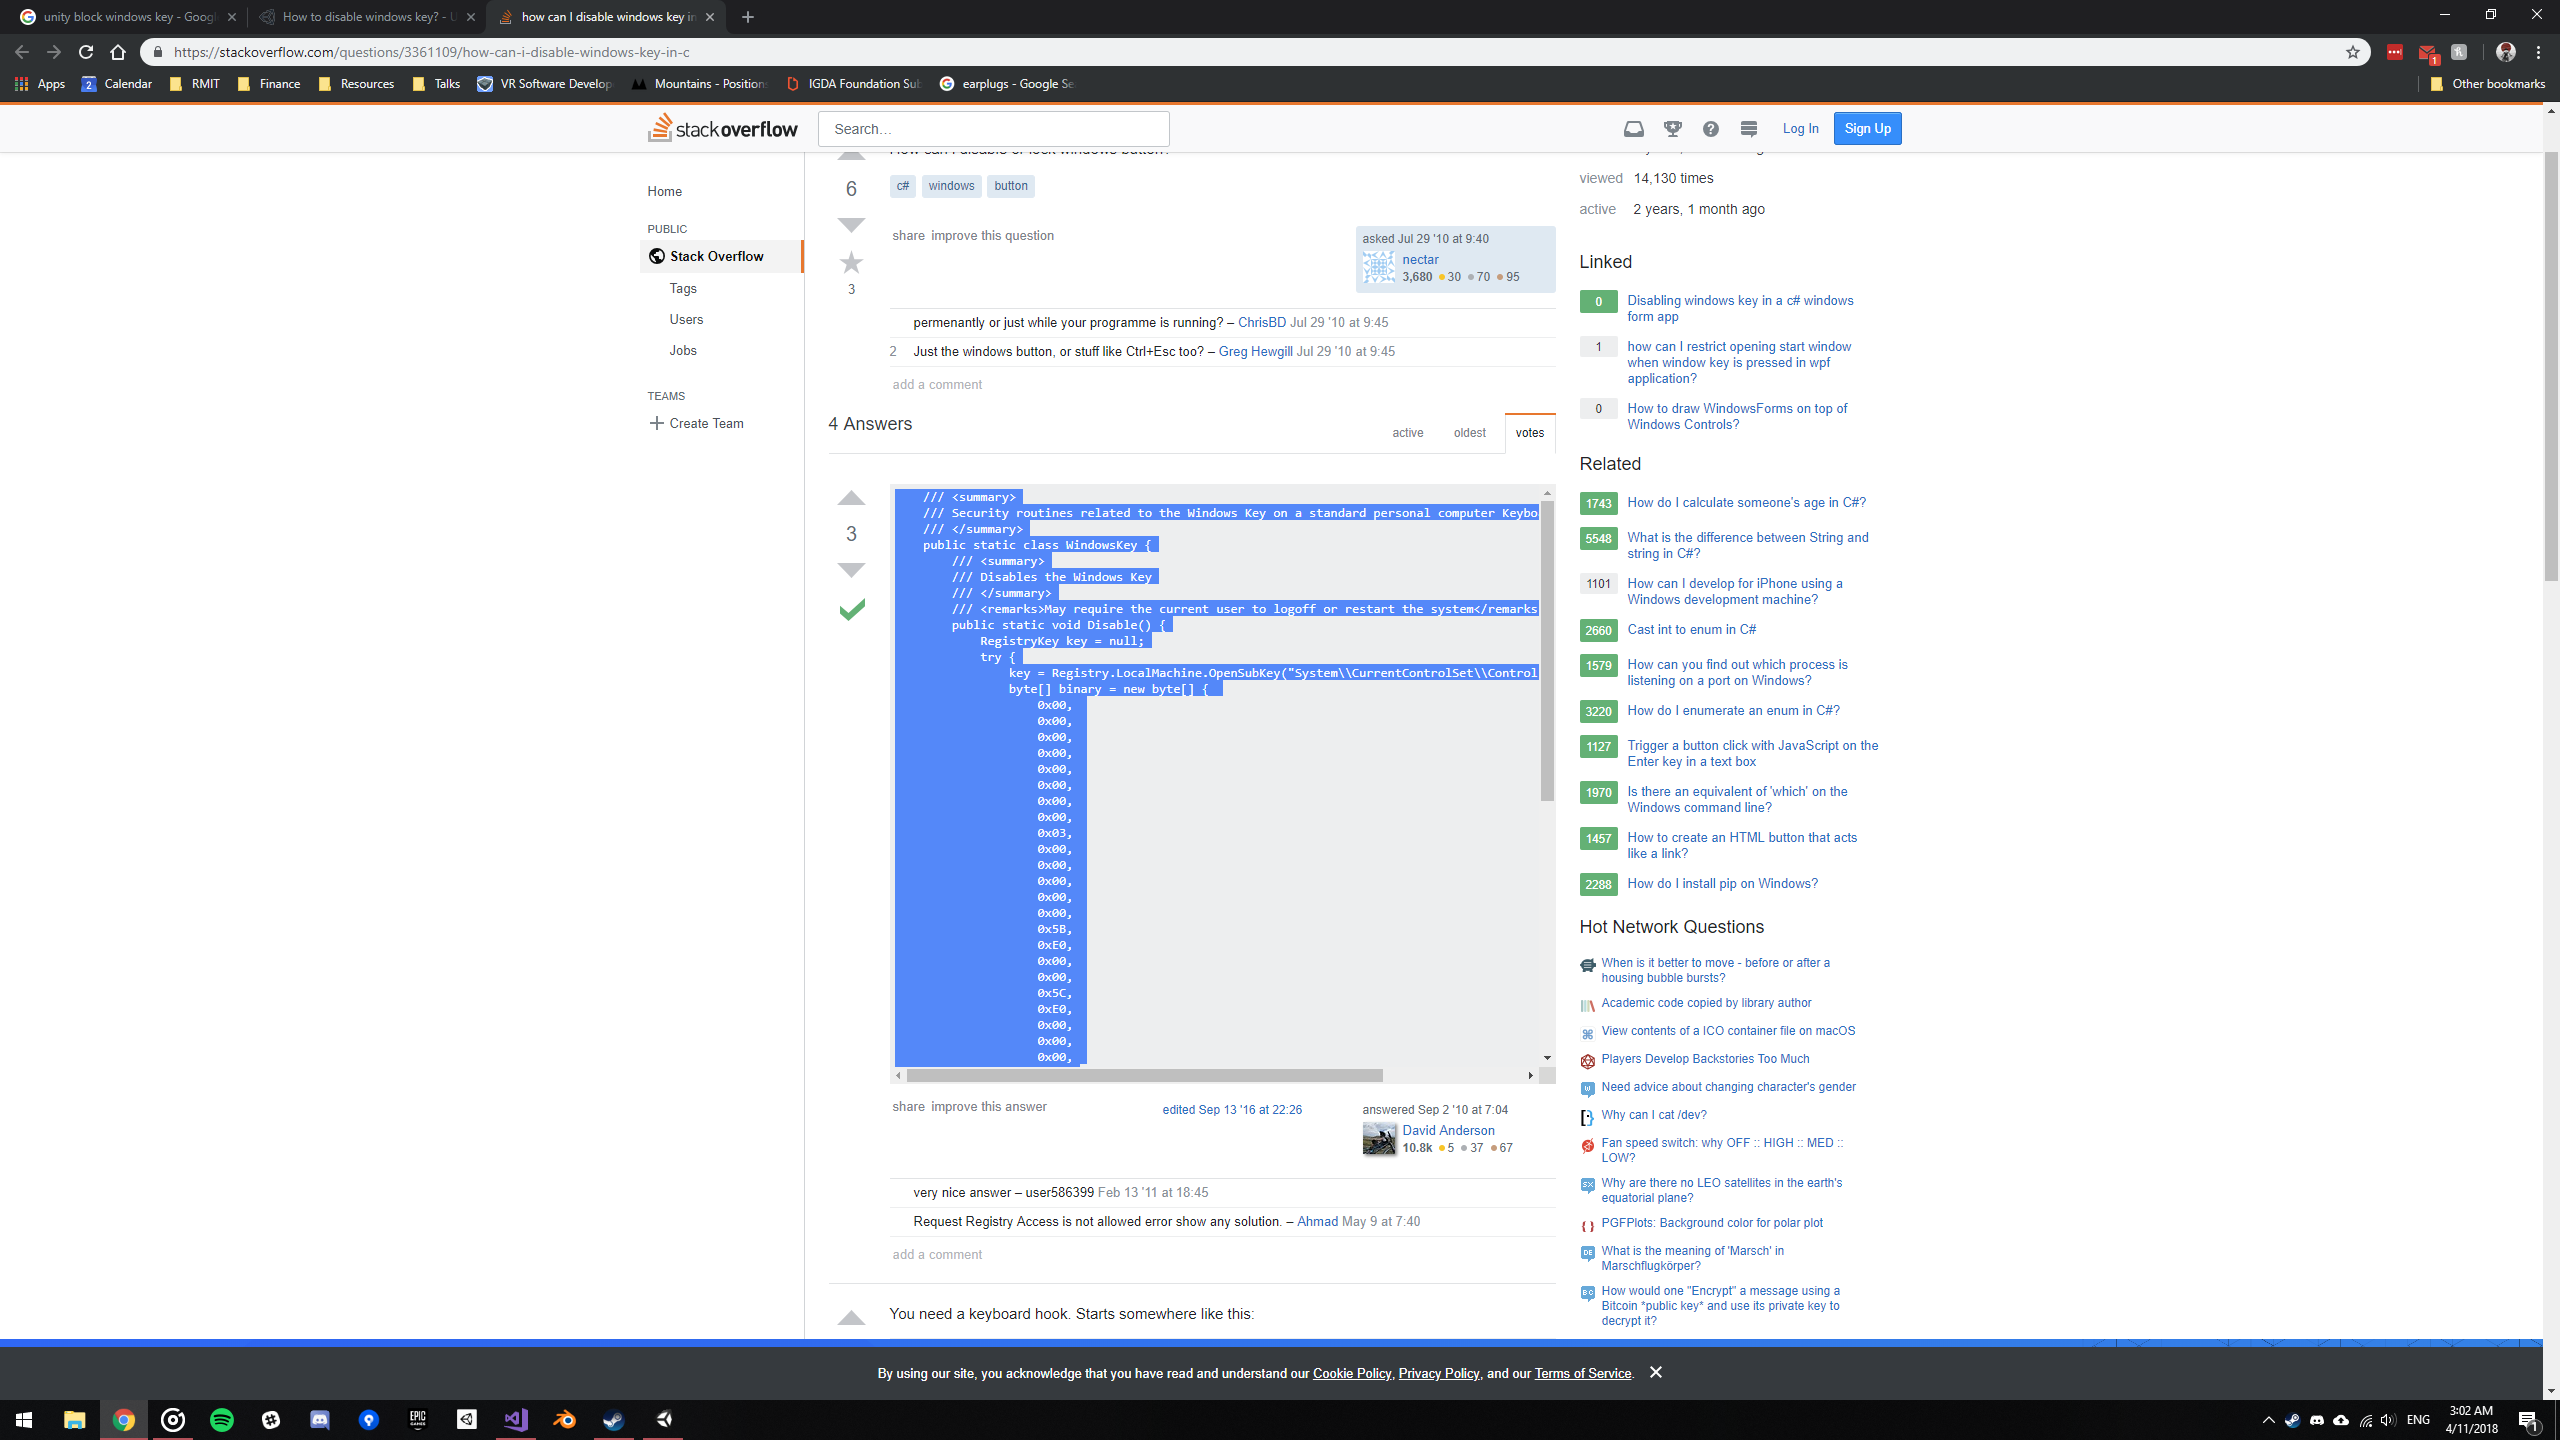 unity block windows key - Goog
How to disable windows key? - U
how can I disable windows key in
https://stackoverflow.com/questions/3361109/how-can-i-disable-windows-key-in-c
1
Apps
2
Calendar
RMIT
Finance
Resources
Talks
VR Software Develop
Mountains - Position
IGDA Foundation Sub
earplugs - Google Se
Other bookmarks
stackoverflow
Search…
Log In
Sign Up
Home
PUBLIC
Stack Overflow
Tags
Users
Jobs
TEAMS
Create Team
How can I disable or lock windows button?
6
c# windows button
share improve this question
asked Jul 29 '10 at 9:40
nectar
3,680 30 70 95
3
permenantly or just while your programme is running? – ChrisBD Jul 29 '10 at 9:45
2 Just the windows button, or stuff like Ctrl+Esc too? – Greg Hewgill Jul 29 '10 at 9:45
add a comment
4 Answers
active oldest votes
3
/// <summary>
/// Security routines related to the Windows Key on a standard personal computer Keybo
/// </summary>
public static class WindowsKey {
/// <summary>
/// Disables the Windows Key
/// </summary>
/// <remarks>May require the current user to logoff or restart the system</remarks
public static void Disable() {
RegistryKey key = null;
try {
key = Registry.LocalMachine.OpenSubKey("System\\CurrentControlSet\\Control
byte[] binary = new byte[] {
0x00,
0x00,
0x00,
0x00,
0x00,
0x00,
0x00,
0x00,
0x03,
0x00,
0x00,
0x00,
0x00,
0x00,
0x5B,
0xE0,
0x00,
0x00,
0x5C,
0xE0,
0x00,
0x00,
0x00,
share improve this answer
edited Sep 13 '16 at 22:26
answered Sep 2 '10 at 7:04
David Anderson
10.8k 5 37 67
very nice answer – user586399 Feb 13 '11 at 18:45
Request Registry Access is not allowed error show any solution. – Ahmad May 9 at 7:40
add a comment
You need a keyboard hook. Starts somewhere like this:
viewed 14,130 times
active 2 years, 1 month ago
Linked
0 Disabling windows key in a c# windows
form app
1 how can I restrict opening start window
when window key is pressed in wpf
application?
0 How to draw WindowsForms on top of
Windows Controls?
Related
1743 How do I calculate someone's age in C#?
5548 What is the difference between String and
string in C#?
1101 How can I develop for iPhone using a
Windows development machine?
2660 Cast int to enum in C#
1579 How can you find out which process is
listening on a port on Windows?
3220 How do I enumerate an enum in C#?
1127 Trigger a button click with JavaScript on the
Enter key in a text box
1970 Is there an equivalent of 'which' on the
Windows command line?
1457 How to create an HTML button that acts
like a link?
2288 How do I install pip on Windows?
Hot Network Questions
When is it better to move - before or after a
housing bubble bursts?
Academic code copied by library author
View contents of a ICO container file on macOS
Players Develop Backstories Too Much
Need advice about changing character's gender
Why can I cat /dev?
Fan speed switch: why OFF :: HIGH :: MED ::
LOW?
Why are there no LEO satellites in the earth's
equatorial plane?
PGFPlots: Background color for polar plot
What is the meaning of 'Marsch' in
Marschflugkörper?
How would one "Encrypt" a message using a
Bitcoin *public key* and use its private key to
decrypt it?
By using our site, you acknowledge that you have read and understand our Cookie Policy, Privacy Policy, and our Terms of Service.
EPIC
GAMES
ENG
3:02 AM
4/11/2018
1